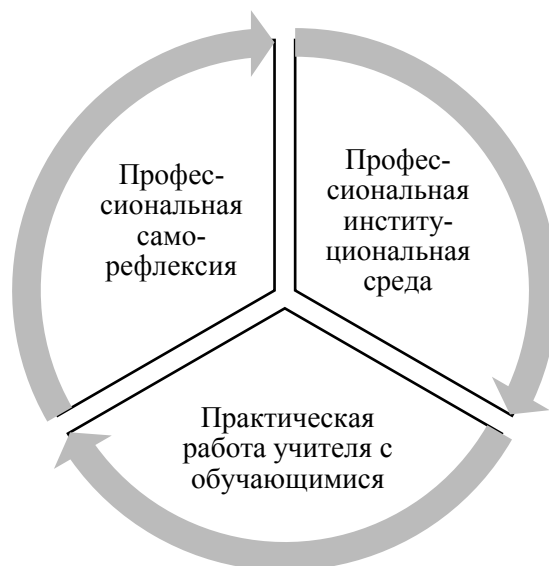 Профес-
сиональная
само-
рефлексия
Профес-
сиональная
институ-
циональная
среда
Практическая
работа учителя с
обучающимися